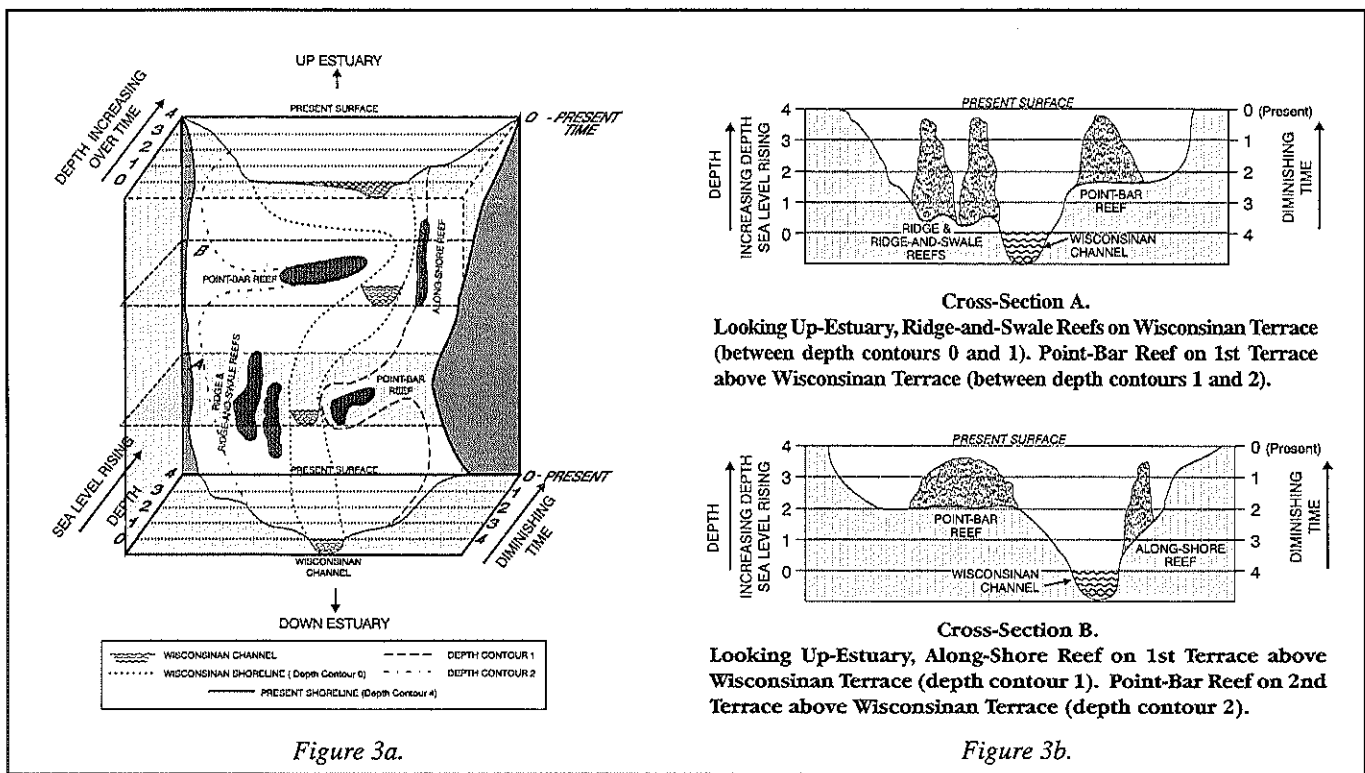 UP ESTUARY
DEPTH INCREASING
OVER TIME
4
3
2
1
0
PRESENT SURFACE
0 - PRESENT
TIME
B
POINT-BAR REEF
ALONG-SHORE REEF
A
RIDGE &
RIDGE-AND-SWALE REEFS
POINT-BAR
REEF
SEA LEVEL RISING
DEPTH
4
3
2
1
0
PRESENT SURFACE
0-PRESENT
1
2
3
4
DIMINISHING
TIME
WISCONSINAN
CHANNEL
DOWN ESTUARY
WISCONSINAN CHANNEL
DEPTH CONTOUR 1
WISCONSINAN SHORELINE ( Depth Contour 0)
DEPTH CONTOUR 2
PRESENT SHORELINE (Depth Contour 4)
Figure 3a.
PRESENT SURFACE
DEPTH
INCREASING DEPTH
SEA LEVEL RISING
4
3
2
1
0
0 (Present)
1
2
3
4
DIMINISHING
TIME
POINT-BAR
REEF
RIDGE &
RIDGE-AND-SWALE
REEFS
WISCONSINAN
CHANNEL
Cross-Section A.
Looking Up-Estuary, Ridge-and-Swale Reefs on Wisconsinan Terrace
(between depth contours 0 and 1). Point-Bar Reef on 1st Terrace
above Wisconsinan Terrace (between depth contours 1 and 2).
PRESENT SURFACE
DEPTH
INCREASING DEPTH
SEA LEVEL RISING
4
3
2
1
0
0 (Present)
1
2
3
4
DIMINISHING
TIME
POINT-BAR
REEF
ALONG-SHORE
REEF
WISCONSINAN
CHANNEL
Cross-Section B.
Looking Up-Estuary, Along-Shore Reef on 1st Terrace above
Wisconsinan Terrace (depth contour 1). Point-Bar Reef on 2nd
Terrace above Wisconsinan Terrace (depth contour 2).
Figure 3b.